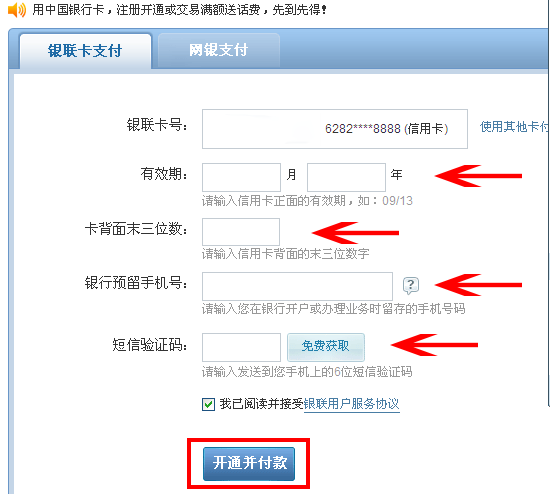 用中国银行卡，注册开通或交易满额送话费，先到先得!
银联卡支付 网银支付
银联卡号： 6282****8888 (信用卡) 使用其他卡付
有效期： 月 年
请输入信用卡正面的有效期，如：09/13
卡背面末三位数：
请输入信用卡背面的末三位数字
银行预留手机号： ?
请输入您在银行开户或办理业务时留存的手机号码
短信验证码： 免费获取
请输入发送到您手机上的6位短信验证码
我已阅读并接受银联用户服务协议
开通并付款